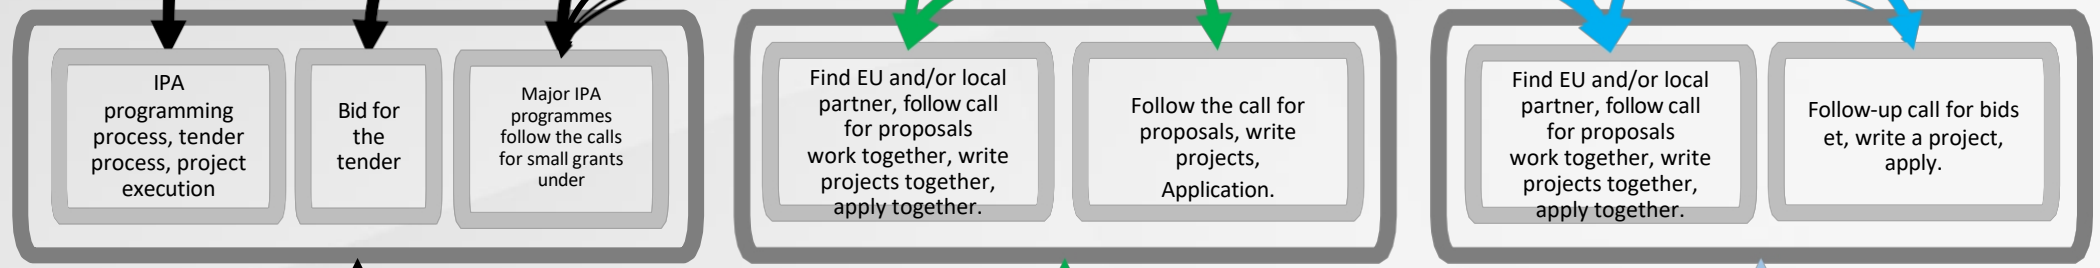 IPA
programming
process, tender
process, project
execution
Bid for
the
tender
Major IPA
programmes
follow the calls
for small grants
under
Find EU and/or local
partner, follow call
for proposals
work together, write
projects together,
apply together.
Follow the call for
proposals, write
projects,
Application.
Find EU and/or local
partner, follow call
for proposals
work together, write
projects together,
apply together.
Follow-up call for bids
et, write a project,
apply.